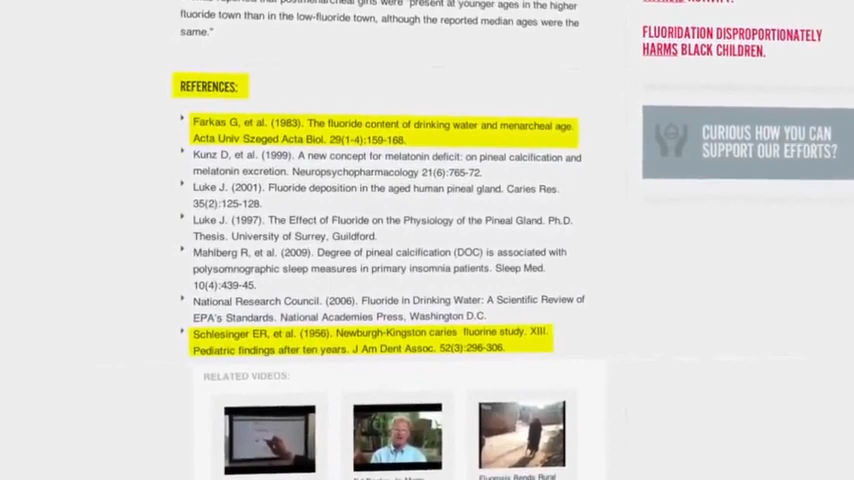 present at younger ages in the higher
fluoride town than in the low-fluoride town, although the reported median ages were the
same."
REFERENCES:
Farkas G, et al. (1983). The fluoride content of drinking water and menarcheal age.
Acta Univ Szeged Acta Biol. 29(1-4):159-168.
Kunz D, et al. (1999). A new concept for melatonin deficit: on pineal calcification and
melatonin excretion. Neuropsychopharmacology 21(6):765-72.
Luke J. (2001). Fluoride deposition in the aged human pineal gland. Caries Res.
35(2):125-128.
Luke J. (1997). The Effect of Fluoride on the Physiology of the Pineal Gland. Ph.D.
Thesis. University of Surrey, Guildford.
Mahlberg R, et al. (2009). Degree of pineal calcification (DOC) is associated with
polysomnographic sleep measures in primary insomnia patients. Sleep Med.
10(4):439-45.
National Research Council. (2006). Fluoride in Drinking Water: A Scientific Review of
EPA's Standards. National Academies Press, Washington D.C.
Schlesinger ER, et al. (1956). Newburgh-Kingston caries fluorine study. XIII.
Pediatric findings after ten years. J Am Dent Assoc. 52(3):296-306.
RELATED VIDEOS:
FLUORIDATION DISPROPORTIONATELY
HARMS BLACK CHILDREN.
CURIOUS HOW YOU CAN
SUPPORT OUR EFFORTS?